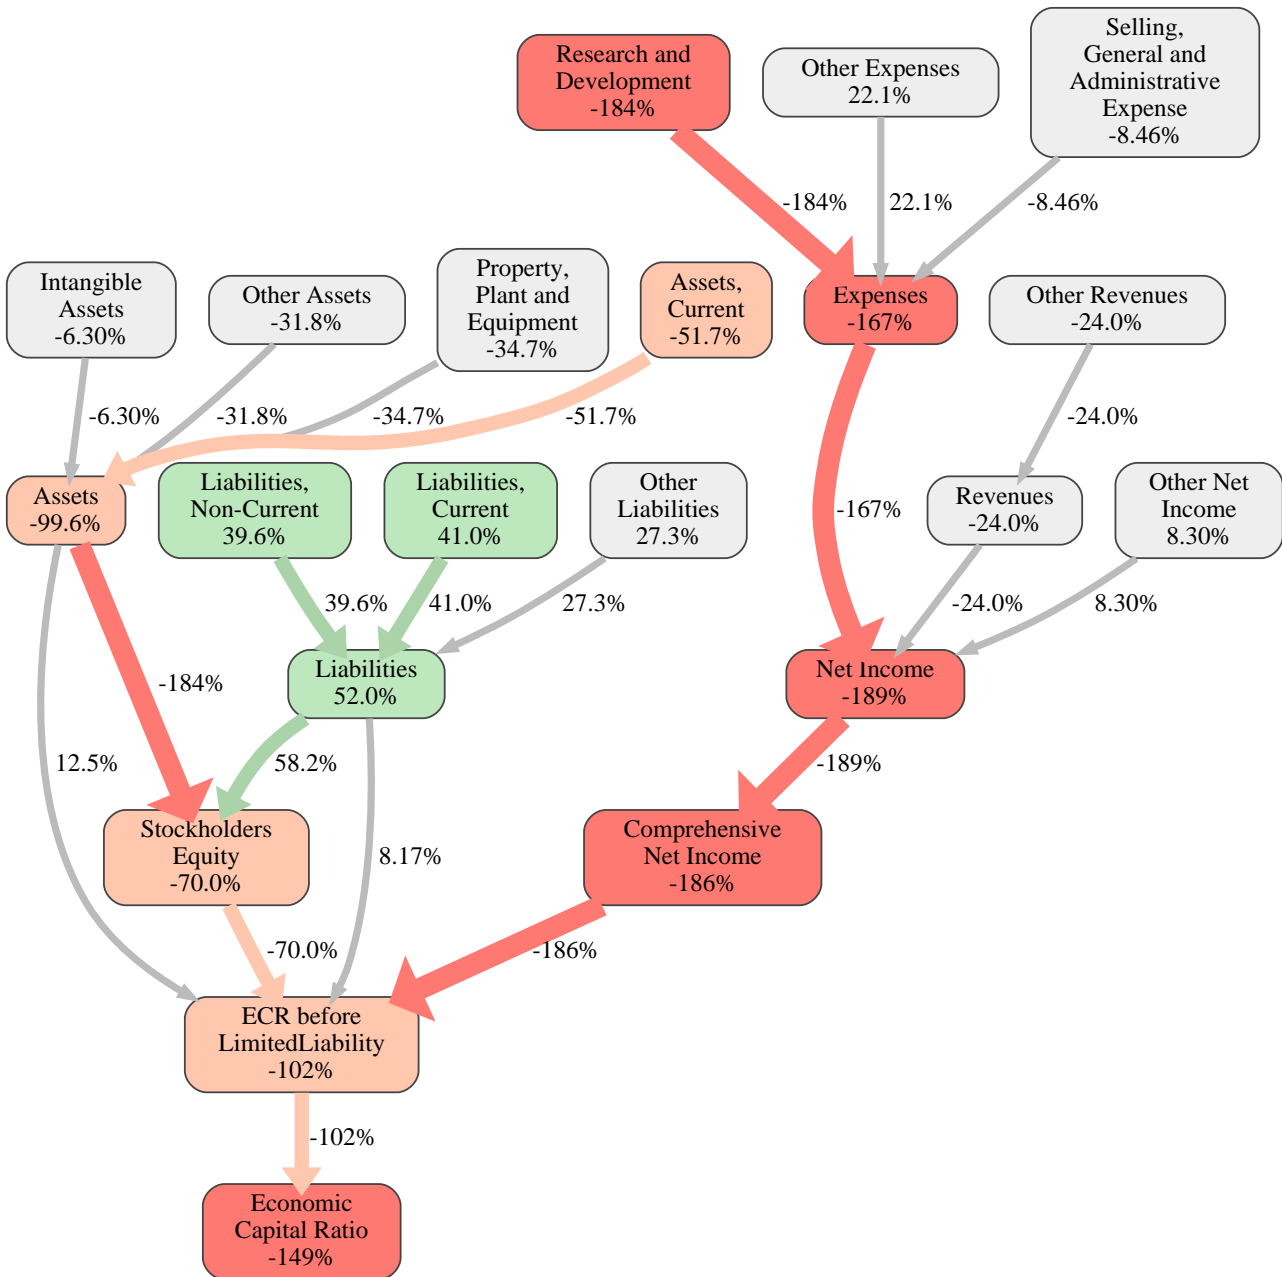 Research and
Development
-184%
Other Expenses
22.1%
Selling,
General and
Administrative
Expense
-8.46%
-184%
22.1%
-8.46%
Intangible
Assets
-6.30%
Other Assets
-31.8%
Property,
Plant and
Equipment
-34.7%
Assets,
Current
-51.7%
Expenses
-167%
Other Revenues
-24.0%
-6.30%
-31.8%
-34.7%
-51.7%
-24.0%
Assets
-99.6%
Liabilities,
Non-Current
39.6%
Liabilities,
Current
41.0%
Other
Liabilities
27.3%
-167%
Revenues
-24.0%
Other Net
Income
8.30%
39.6%
41.0%
27.3%
-24.0%
8.30%
Liabilities
52.0%
Net Income
-189%
-184%
12.5%
58.2%
-189%
Stockholders
Equity
-70.0%
8.17%
Comprehensive
Net Income
-186%
-70.0%
-186%
ECR before
LimitedLiability
-102%
-102%
Economic
Capital Ratio
-149%